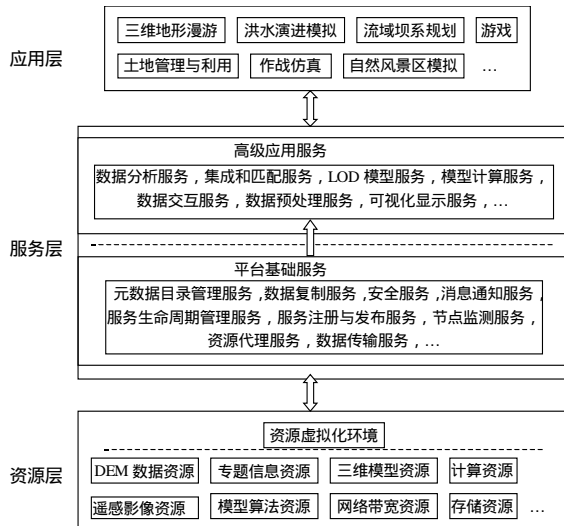 三维地形漫游 洪水演进模拟 流域坝系规划 游戏
应用层
土地管理与利用 作战仿真 自然风景区模拟 …
高级应用服务
数据分析服务，集成和匹配服务，LOD 模型服务，模型计算服务，
数据交互服务，数据预处理服务，可视化显示服务，…
服务层
平台基础服务
元数据目录管理服务，数据复制服务，安全服务，消息通知服务，
服务生命周期管理服务，服务注册与发布服务，节点监测服务，
资源代理服务，数据传输服务，…
资源虚拟化环境
资源层
DEM 数据资源 专题信息资源 三维模型资源 计算资源
遥感影像资源 模型算法资源 网络带宽资源 存储资源 …